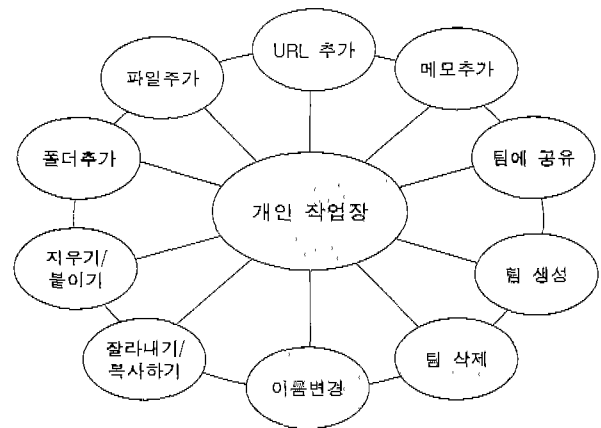 URL 추가
메모추가
팀에 공유
팀 생성
팀 삭제
이름변경
잘라내기/
복사하기
지우기/
붙이기
폴더추가
파일추가
개인 작업장